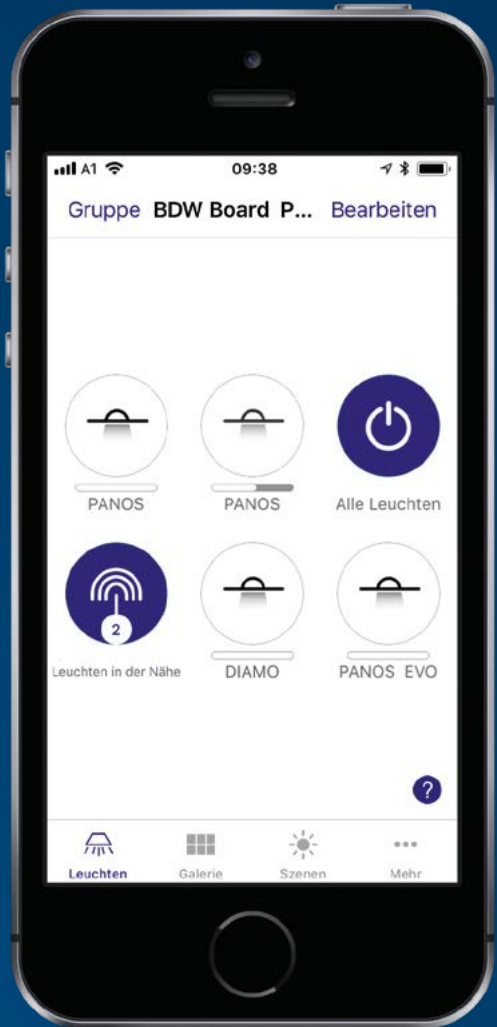 A1 09:38
Gruppe BDW Board P... Bearbeiten
PANOS PANOS Alle Leuchten
2
Leuchten in der Nähe DIAMO PANOS EVO
?
Leuchten Galerie Szenen Mehr